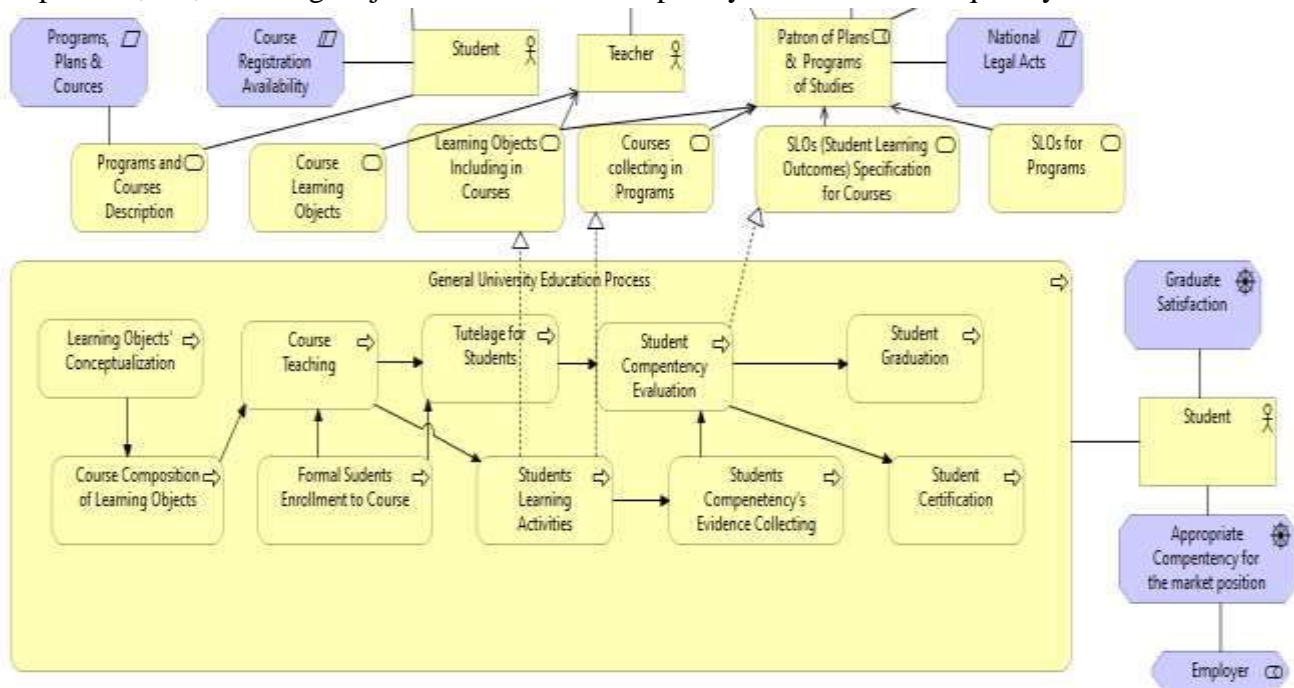 Programs,
Plans &
Cources
Course
Registration
Availability
Student
Teacher
Patron of Plans
& Programs
of Studies
National
Legal Acts
Programs and
Courses
Description
Course
Learning
Objects
Learning Objects
Including in
Courses
Courses
collecting in
Programs
SLOs (Student Learning
Outcomes) Specification
for Courses
SLOs for
Programs
General University Education Process
Learning Objects'
Conceptualization
Course
Teaching
Tutelage for
Students
Student
Compentency
Evaluation
Student
Graduation
Course Composition
of Learning Objects
Formal Sudents
Enrollment to Course
Students
Learning
Activities
Students
Compenetency's
Evidence Collecting
Student
Certification
Graduate
Satisfaction
Student
Appropriate
Compentency for
the market position
Employer